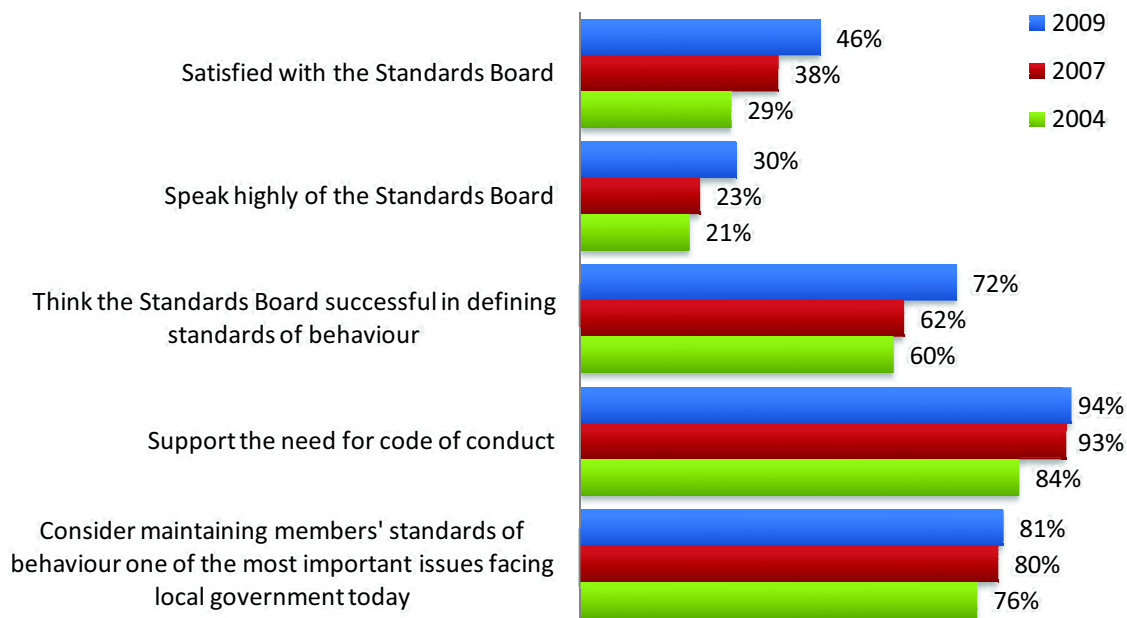 2009
46%
Satisfied with the Standards Board
2007
38%
29%
2004
30%
Speak highly of the Standards Board
23%
21%
72%
Think the Standards Board successful in defining
standards of behaviour
62%
60%
94%
Support the need for code of conduct
93%
84%
Consider maintaining members' standards of
behaviour one of the most important issues facing
local government today
81%
80%
76%